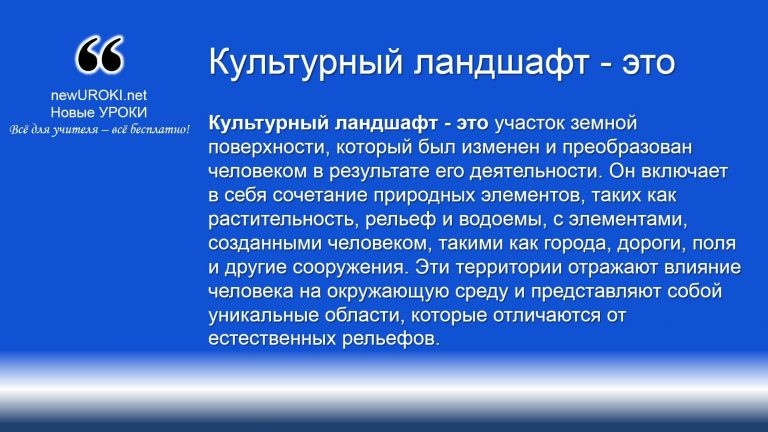 ❝
newUROKI.net
Новые УРОКИ
Всё для учителя – всё бесплатно!
Культурный ландшафт - это
Культурный ландшафт - это участок земной
поверхности, который был изменен и преобразован
человеком в результате его деятельности. Он включает
в себя сочетание природных элементов, таких как
растительность, рельеф и водоемы, с элементами,
созданными человеком, такими как города, дороги, поля
и другие сооружения. Эти территории отражают влияние
человека на окружающую среду и представляют собой
уникальные области, которые отличаются от
естественных рельефов.